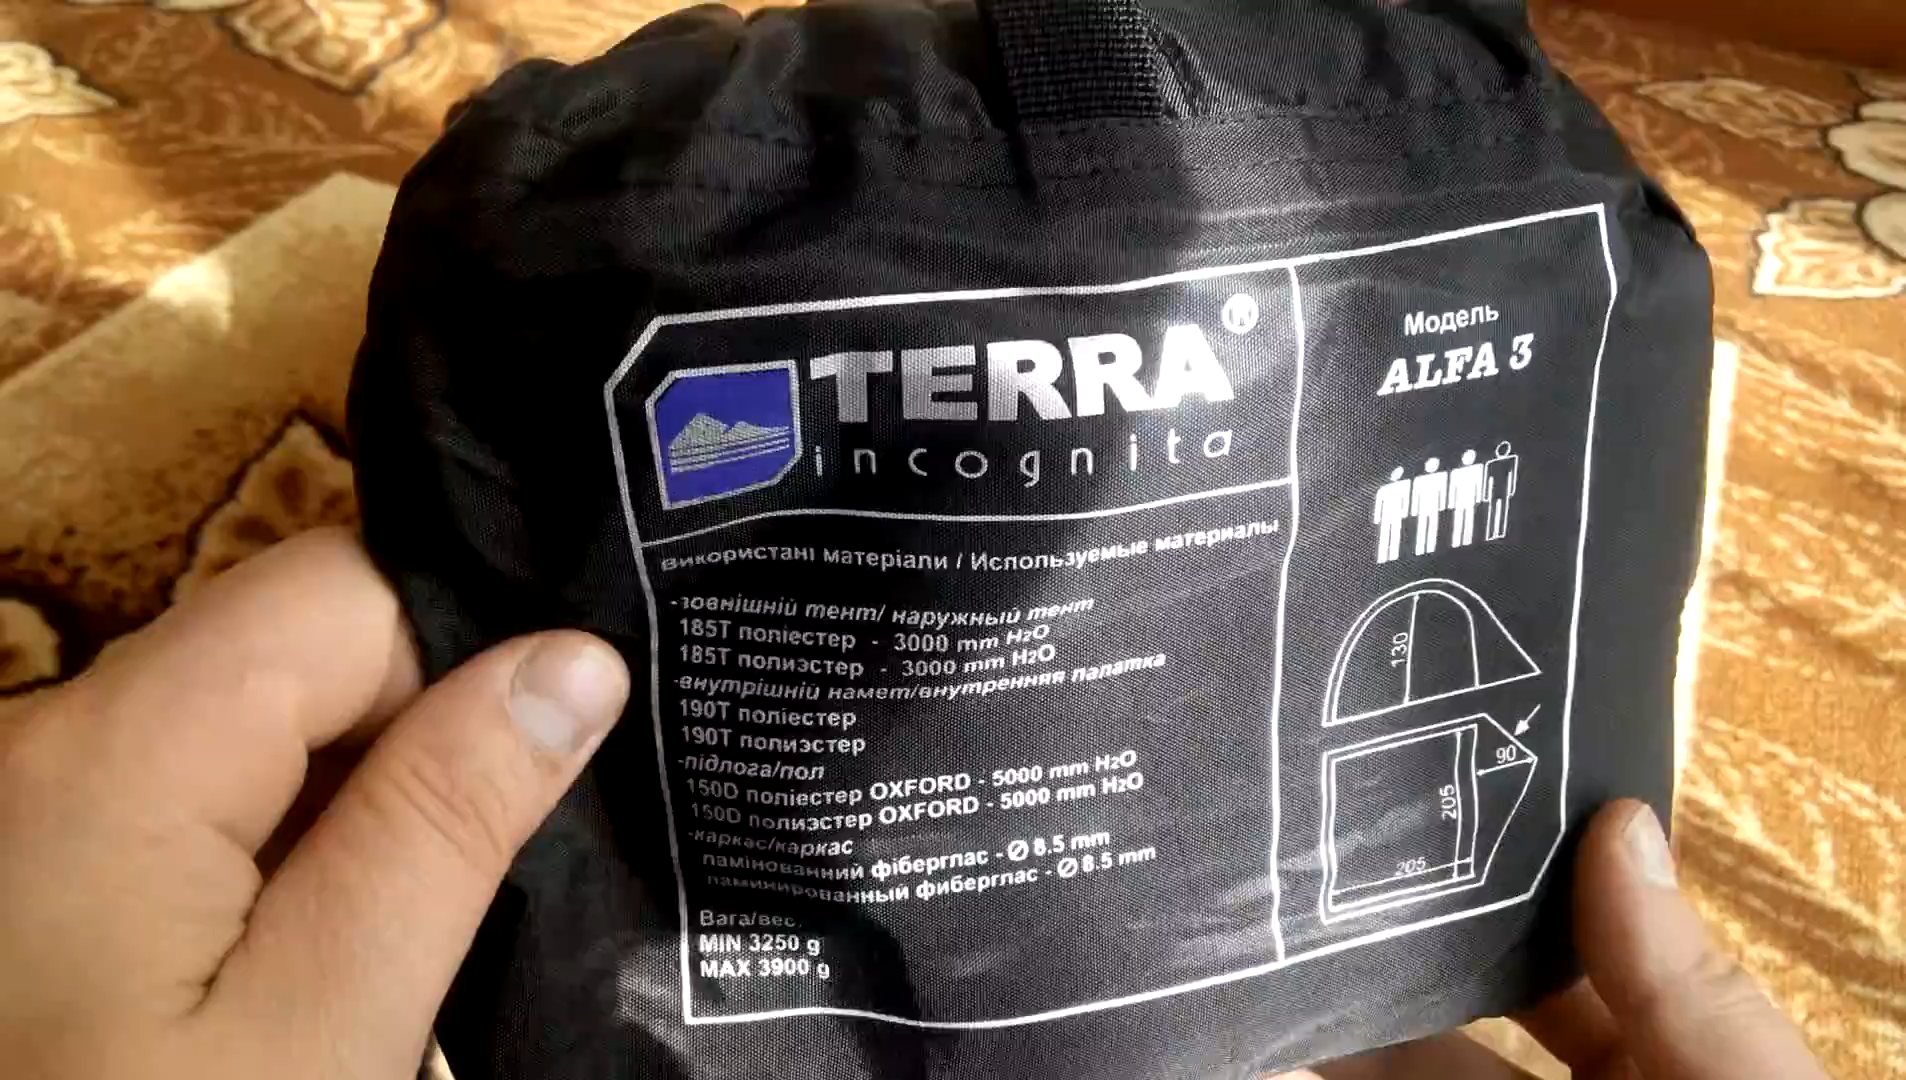 TERRA ®
incognita
використані матеріали / Используемые материалы
-зовнішній тент/ наружный тент
185T поліестер - 3000 mm H2O
185T полиэстер - 3000 mm H2O
-внутрішній намет/внутренняя палатка
190T поліестер
190T полиэстер
-підлога/пол
150D поліестер OXFORD - 5000 mm H2O
150D полиэстер OXFORD - 5000 mm H2O
-каркас/каркас
ламінованний фіберглас - Ø 8.5 mm
ламинированный фиберглас - Ø 8.5 mm
Вага/вес.
MIN 3250 g
MAX 3900 g
Модель
ALFA 3
130
90
205
205